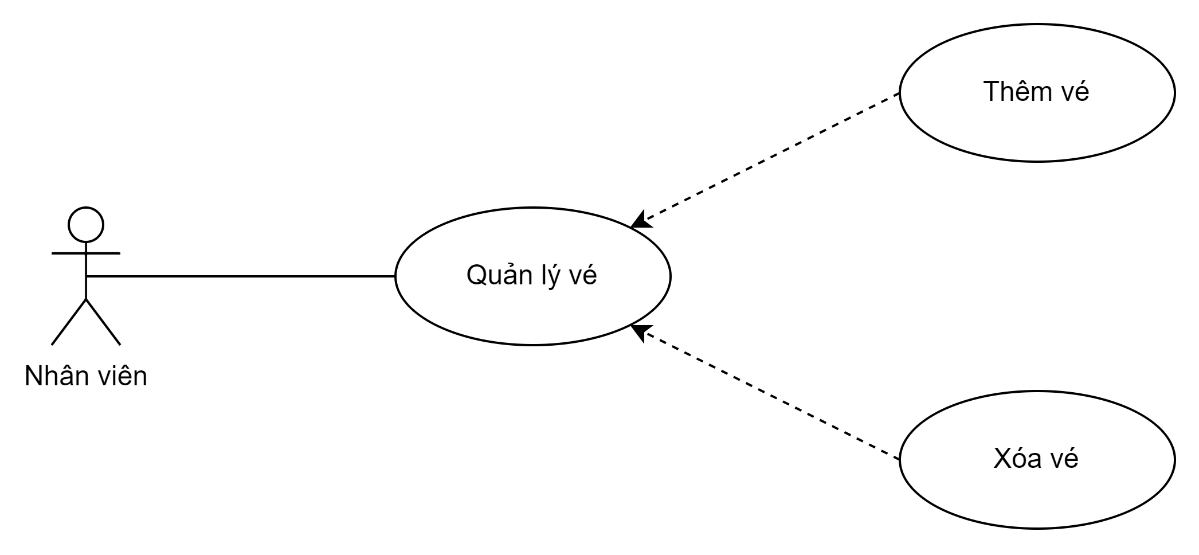 Thêm vé
Quản lý vé
Nhân viên
Xóa vé